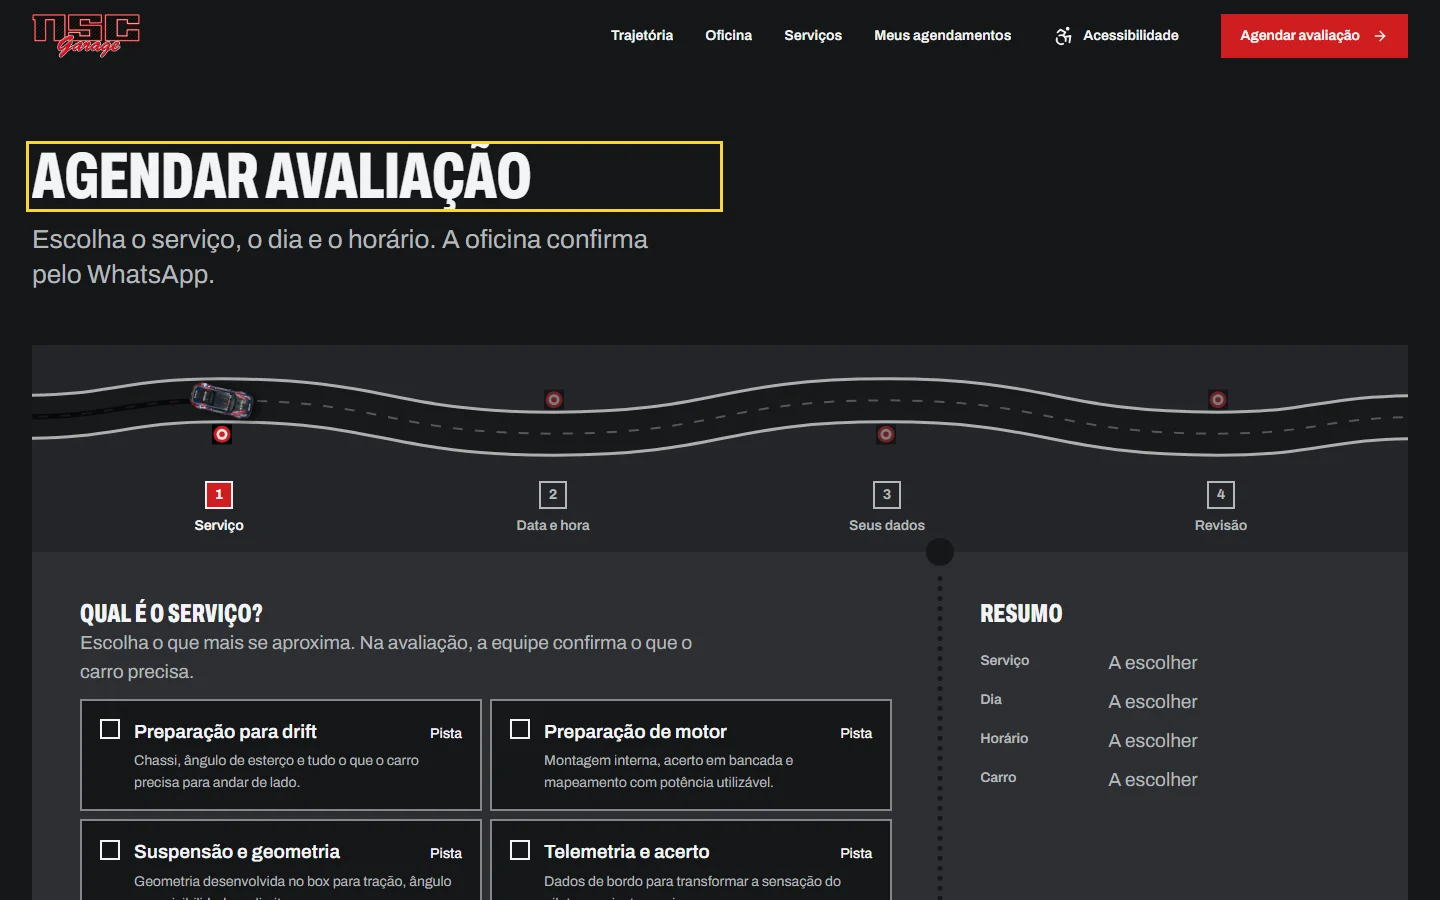 NSC
Garage
Trajetória
Oficina
Serviços
Meus agendamentos
Acessibilidade
Agendar avaliação
AGENDAR AVALIAÇÃO
Escolha o serviço, o dia e o horário. A oficina confirma
pelo WhatsApp.
1
Serviço
2
Data e hora
3
Seus dados
4
Revisão
QUAL É O SERVIÇO?
Escolha o que mais se aproxima. Na avaliação, a equipe confirma o que o
carro precisa.
Preparação para drift
Pista
Chassi, ângulo de esterço e tudo o que o carro
precisa para andar de lado.
Preparação de motor
Pista
Montagem interna, acerto em bancada e
mapeamento com potência utilizável.
Suspensão e geometria
Pista
Geometria desenvolvida no box para tração, ângulo
Telemetria e acerto
Pista
Dados de bordo para transformar a sensação do
RESUMO
Serviço
A escolher
Dia
A escolher
Horário
A escolher
Carro
A escolher